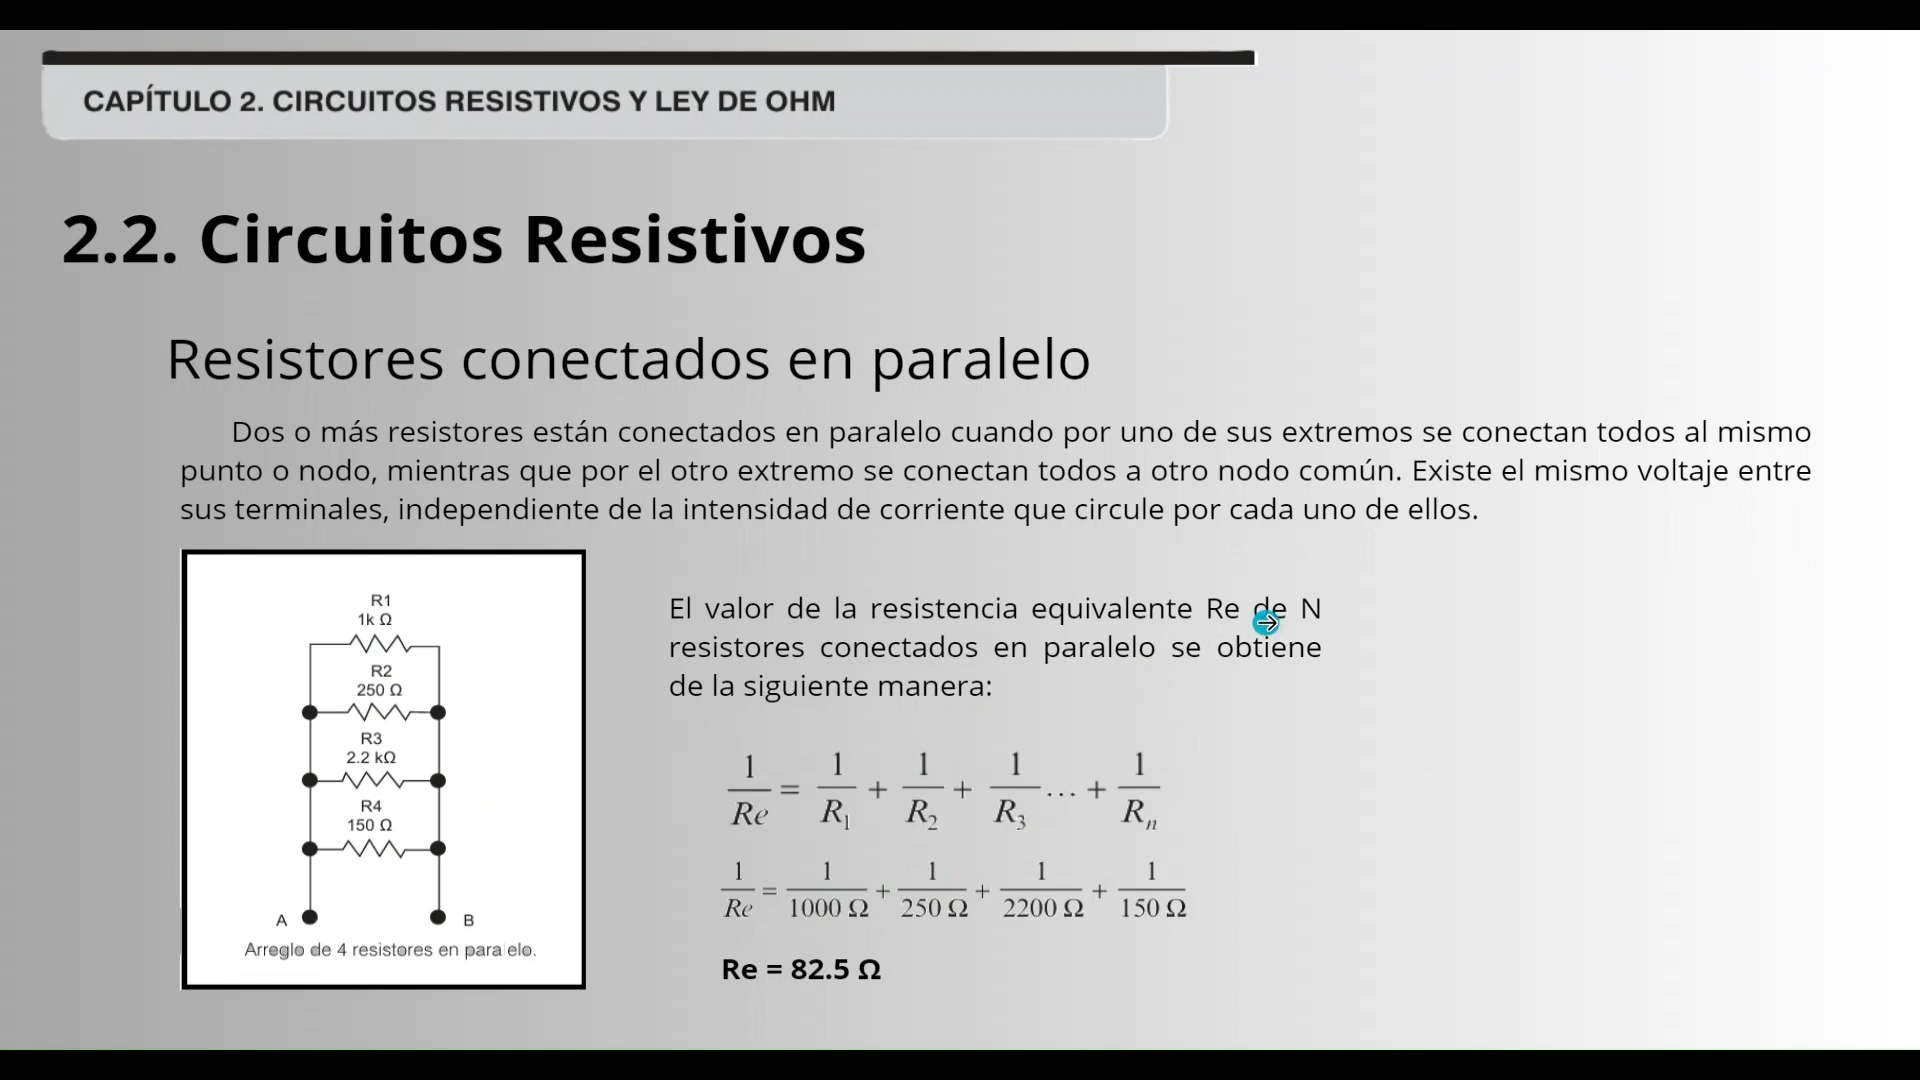 CAPÍTULO 2. CIRCUITOS RESISTIVOS Y LEY DE OHM
2.2. Circuitos Resistivos
Resistores conectados en paralelo
Dos o más resistores están conectados en paralelo cuando por uno de sus extremos se conectan todos al mismo
punto o nodo, mientras que por el otro extremo se conectan todos a otro nodo común. Existe el mismo voltaje entre
sus terminales, independiente de la intensidad de corriente que circule por cada uno de ellos.
R1
1k Ω
R2
250 Ω
R3
2.2 kΩ
R4
150 Ω
A B
Arreglo de 4 resistores en paralelo.
El valor de la resistencia equivalente Re de N
resistores conectados en paralelo se obtiene
de la siguiente manera:
1/Re = 1/R₁ + 1/R₂ + 1/R₃ ... + 1/Rₙ
1/Re = 1/1000 Ω + 1/250 Ω + 1/2200 Ω + 1/150 Ω
Re = 82.5 Ω